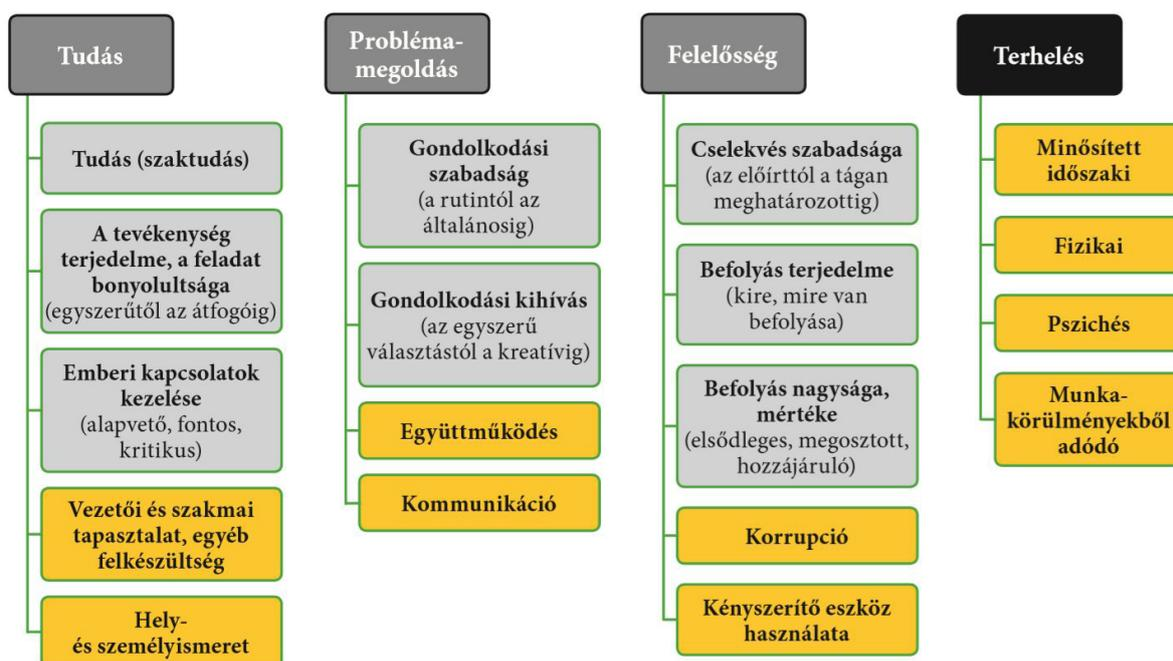 Tudás
Tudás (szaktudás)
A tevékenység
terjedelme, a feladat
bonyolultsága
(egyszerűtől az átfogóig)
Emberi kapcsolatok
kezelése
(alapvető, fontos,
kritikus)
Vezetői és szakmai
tapasztalat, egyéb
felkészültség
Hely-
és személyismeret
Probléma-
megoldás
Gondolkodási
szabadság
(a rutintól az
általánosig)
Gondolkodási kihívás
(az egyszerű
választástól a kreatívig)
Együttműködés
Kommunikáció
Felelősség
Cselekvés szabadsága
(az előírttól a tágan
meghatározottig)
Befolyás terjedelme
(kire, mire van
befolyása)
Befolyás nagysága,
mértéke
(elsődleges, megosztott,
hozzájáruló)
Korrupció
Kényszerítő eszköz
használata
Terhelés
Minősített
időszaki
Fizikai
Pszichés
Munka-
körülményekből
adódó